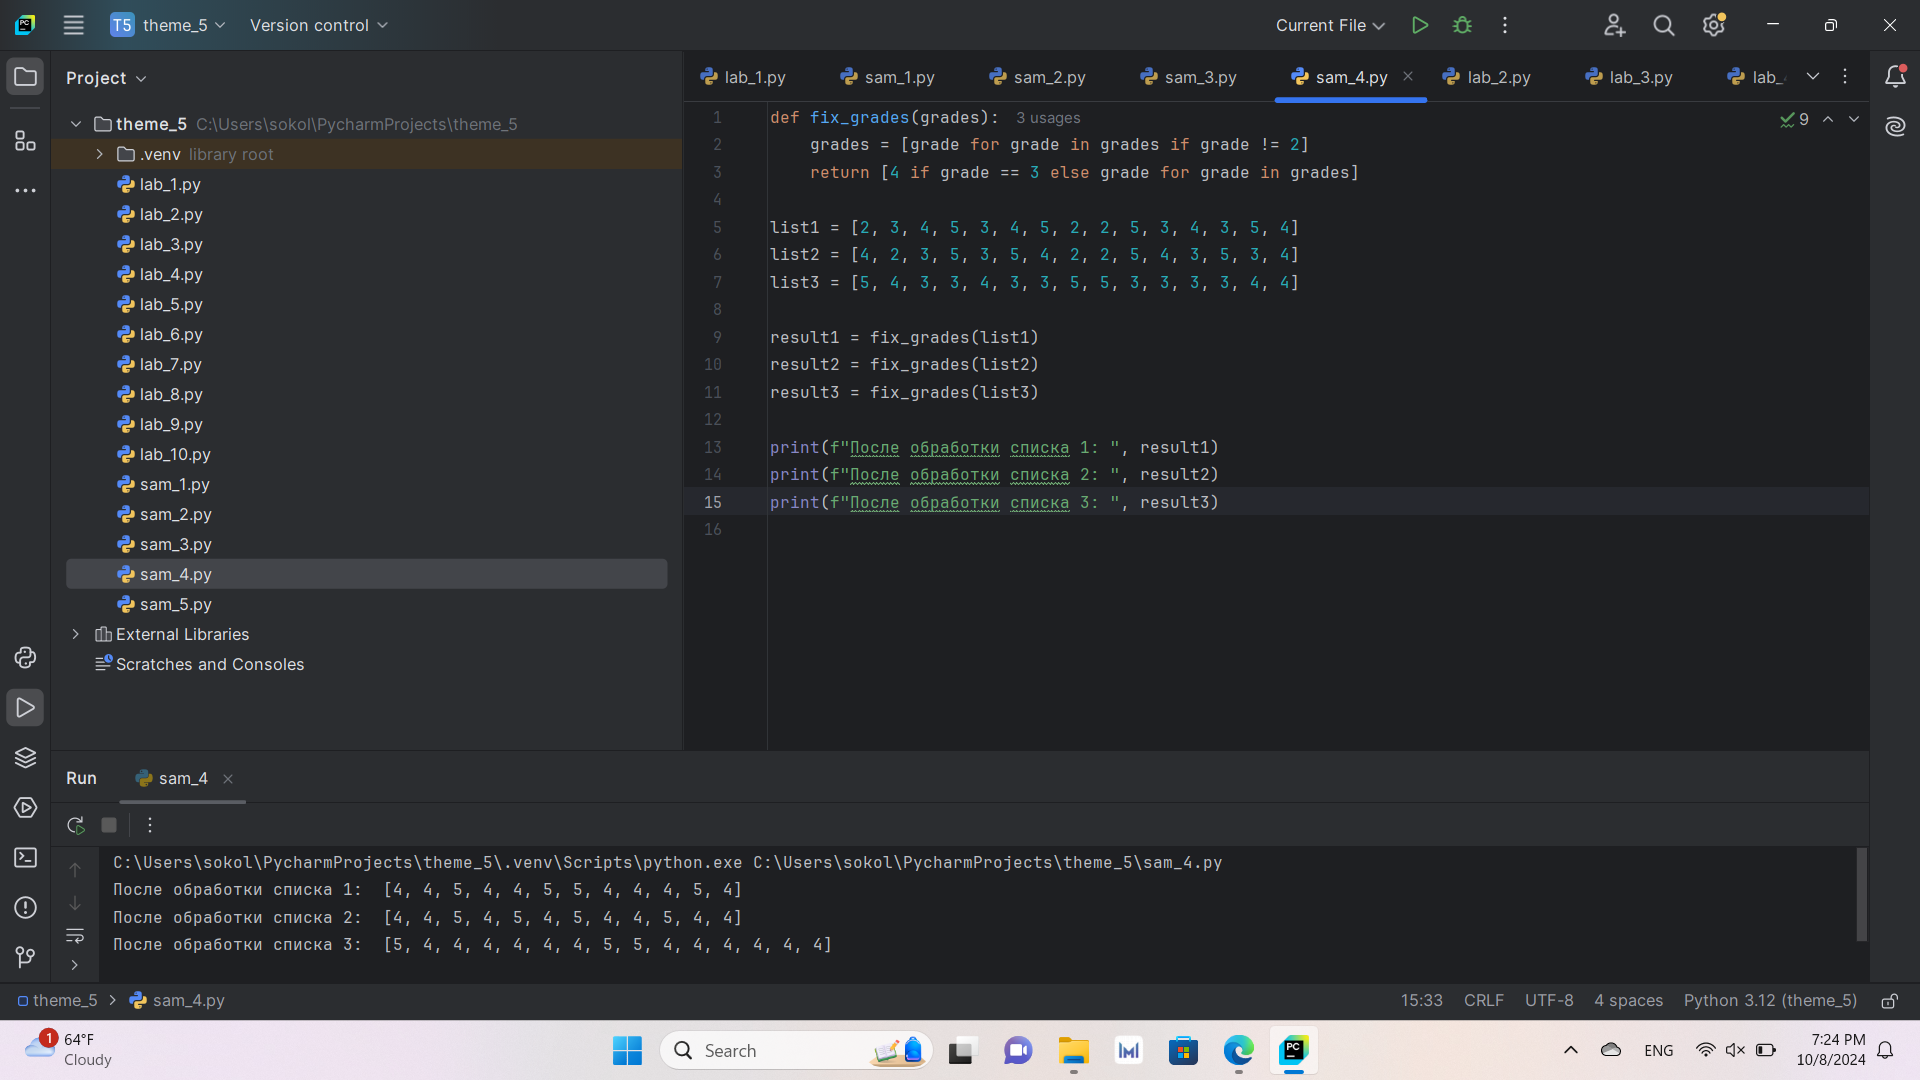 T5 theme_5 Version control Current File
Project
lab_1.py sam_1.py sam_2.py sam_3.py sam_4.py lab_2.py lab_3.py lab_
theme_5 C:\Users\sokol\PycharmProjects\theme_5
.venv library root
lab_1.py
lab_2.py
lab_3.py
lab_4.py
lab_5.py
lab_6.py
lab_7.py
lab_8.py
lab_9.py
lab_10.py
sam_1.py
sam_2.py
sam_3.py
sam_4.py
sam_5.py
External Libraries
Scratches and Consoles
1 def fix_grades(grades): 3 usages
9
2 grades = [grade for grade in grades if grade != 2]
3 return [4 if grade == 3 else grade for grade in grades]
4
5 list1 = [2, 3, 4, 5, 3, 4, 5, 2, 2, 5, 3, 4, 3, 5, 4]
6 list2 = [4, 2, 3, 5, 3, 5, 4, 2, 2, 5, 4, 3, 5, 3, 4]
7 list3 = [5, 4, 3, 3, 4, 3, 3, 5, 5, 3, 3, 3, 3, 4, 4]
8
9 result1 = fix_grades(list1)
10 result2 = fix_grades(list2)
11 result3 = fix_grades(list3)
12
13 print(f"После обработки списка 1: ", result1)
14 print(f"После обработки списка 2: ", result2)
15 print(f"После обработки списка 3: ", result3)
16
Run sam_4
C:\Users\sokol\PycharmProjects\theme_5\.venv\Scripts\python.exe C:\Users\sokol\PycharmProjects\theme_5\sam_4.py
После обработки списка 1:  [4, 4, 5, 4, 4, 5, 5, 4, 4, 4, 5, 4]
После обработки списка 2:  [4, 4, 5, 4, 5, 4, 5, 4, 4, 5, 4, 4]
После обработки списка 3:  [5, 4, 4, 4, 4, 4, 4, 5, 5, 4, 4, 4, 4, 4, 4]
theme_5 sam_4.py 15:33 CRLF UTF-8 4 spaces Python 3.12 (theme_5)
1 64°F
Cloudy
Search
PC
ENG
7:24 PM
10/8/2024